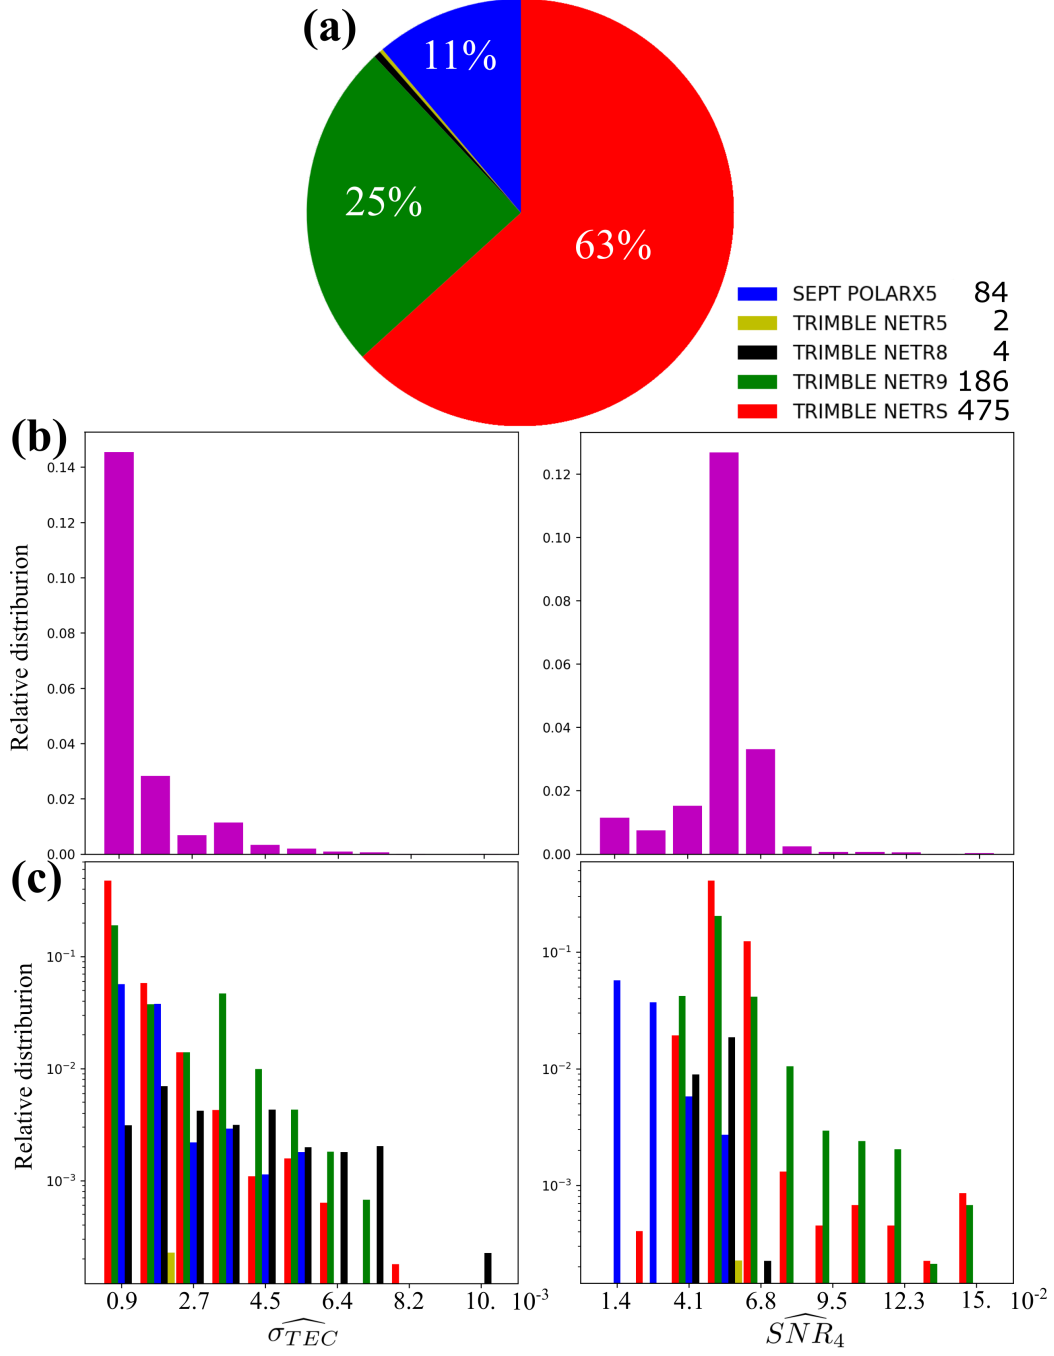 (a)
11%
25%
63%
SEPT POLARX5 84
TRIMBLE NETR5 2
TRIMBLE NETR8 4
TRIMBLE NETR9 186
TRIMBLE NETRS 475
(b)
Relative distriburion
0.14
0.12
0.10
0.08
0.06
0.04
0.02
0.00
0.12
0.10
0.08
0.06
0.04
0.02
0.00
(c)
Relative distriburion
10⁻¹
10⁻²
10⁻³
0.9 2.7 4.5 6.4 8.2 10. 10⁻³
σ_TEC
10⁻¹
10⁻²
10⁻³
1.4 4.1 6.8 9.5 12.3 15. 10⁻²
SNR₄